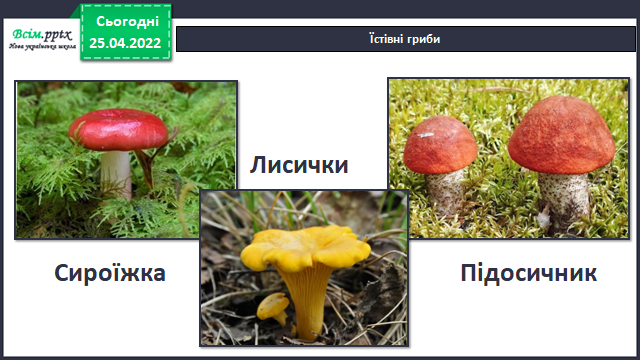 Всім.pptx
Нова українська школа
Сьогодні
25.04.2022
Їстівні гриби
Лисички
Сироїжка
Підосичник